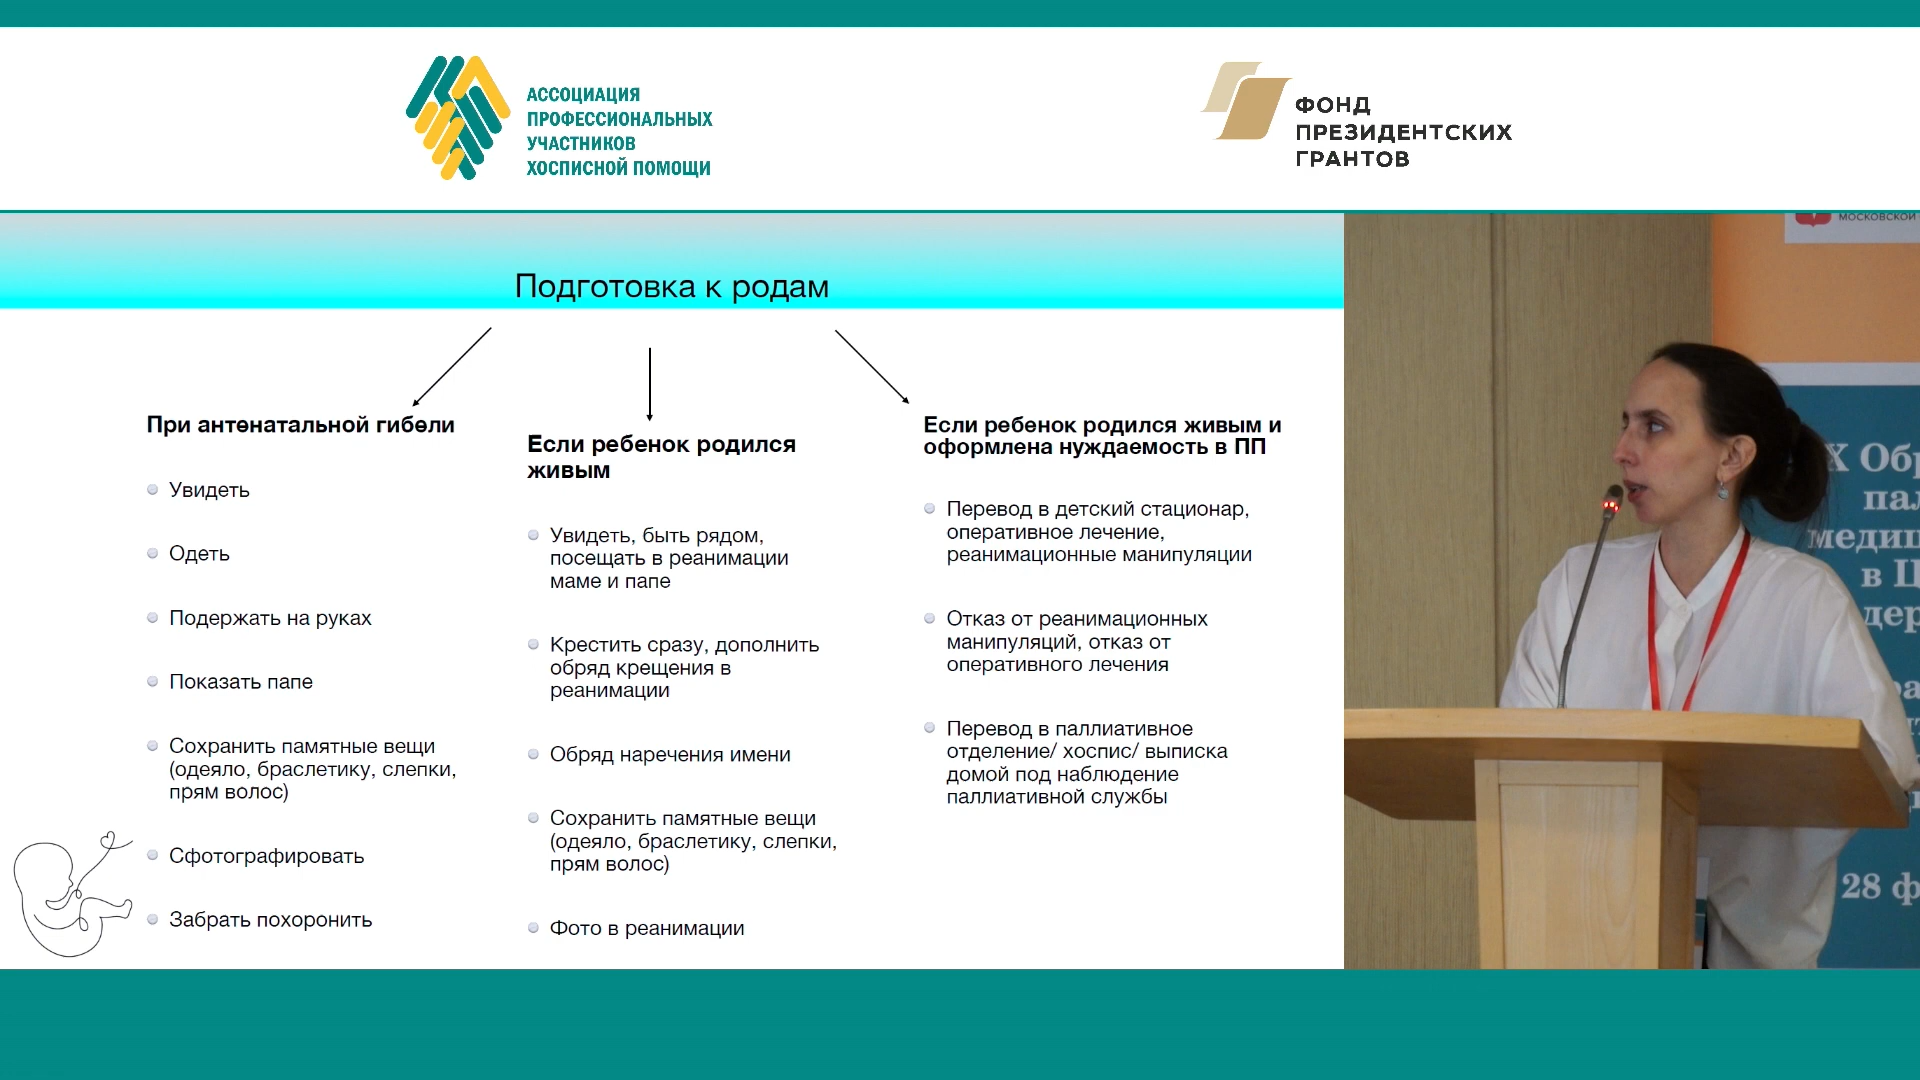 АССОЦИАЦИЯ
ПРОФЕССИОНАЛЬНЫХ
УЧАСТНИКОВ
ХОСПИСНОЙ ПОМОЩИ
ФОНД
ПРЕЗИДЕНТСКИХ
ГРАНТОВ
Подготовка к родам
При антенатальной гибели
Увидеть
Одеть
Подержать на руках
Показать папе
Сохранить памятные вещи
(одеяло, браслетику, слепки,
прям волос)
Сфотографировать
Забрать похоронить
Если ребенок родился
живым
Увидеть, быть рядом,
посещать в реанимации
маме и папе
Крестить сразу, дополнить
обряд крещения в
реанимации
Обряд наречения имени
Сохранить памятные вещи
(одеяло, браслетику, слепки,
прям волос)
Фото в реанимации
Если ребенок родился живым и
оформлена нуждаемость в ПП
Перевод в детский стационар,
оперативное лечение,
реанимационные манипуляции
Отказ от реанимационных
манипуляций, отказ от
оперативного лечения
Перевод в паллиативное
отделение/ хоспис/ выписка
домой под наблюдение
паллиативной службы
МОСКОВСКОЙ
X Обр
пал
медиц
в Ц
дер
28 ф